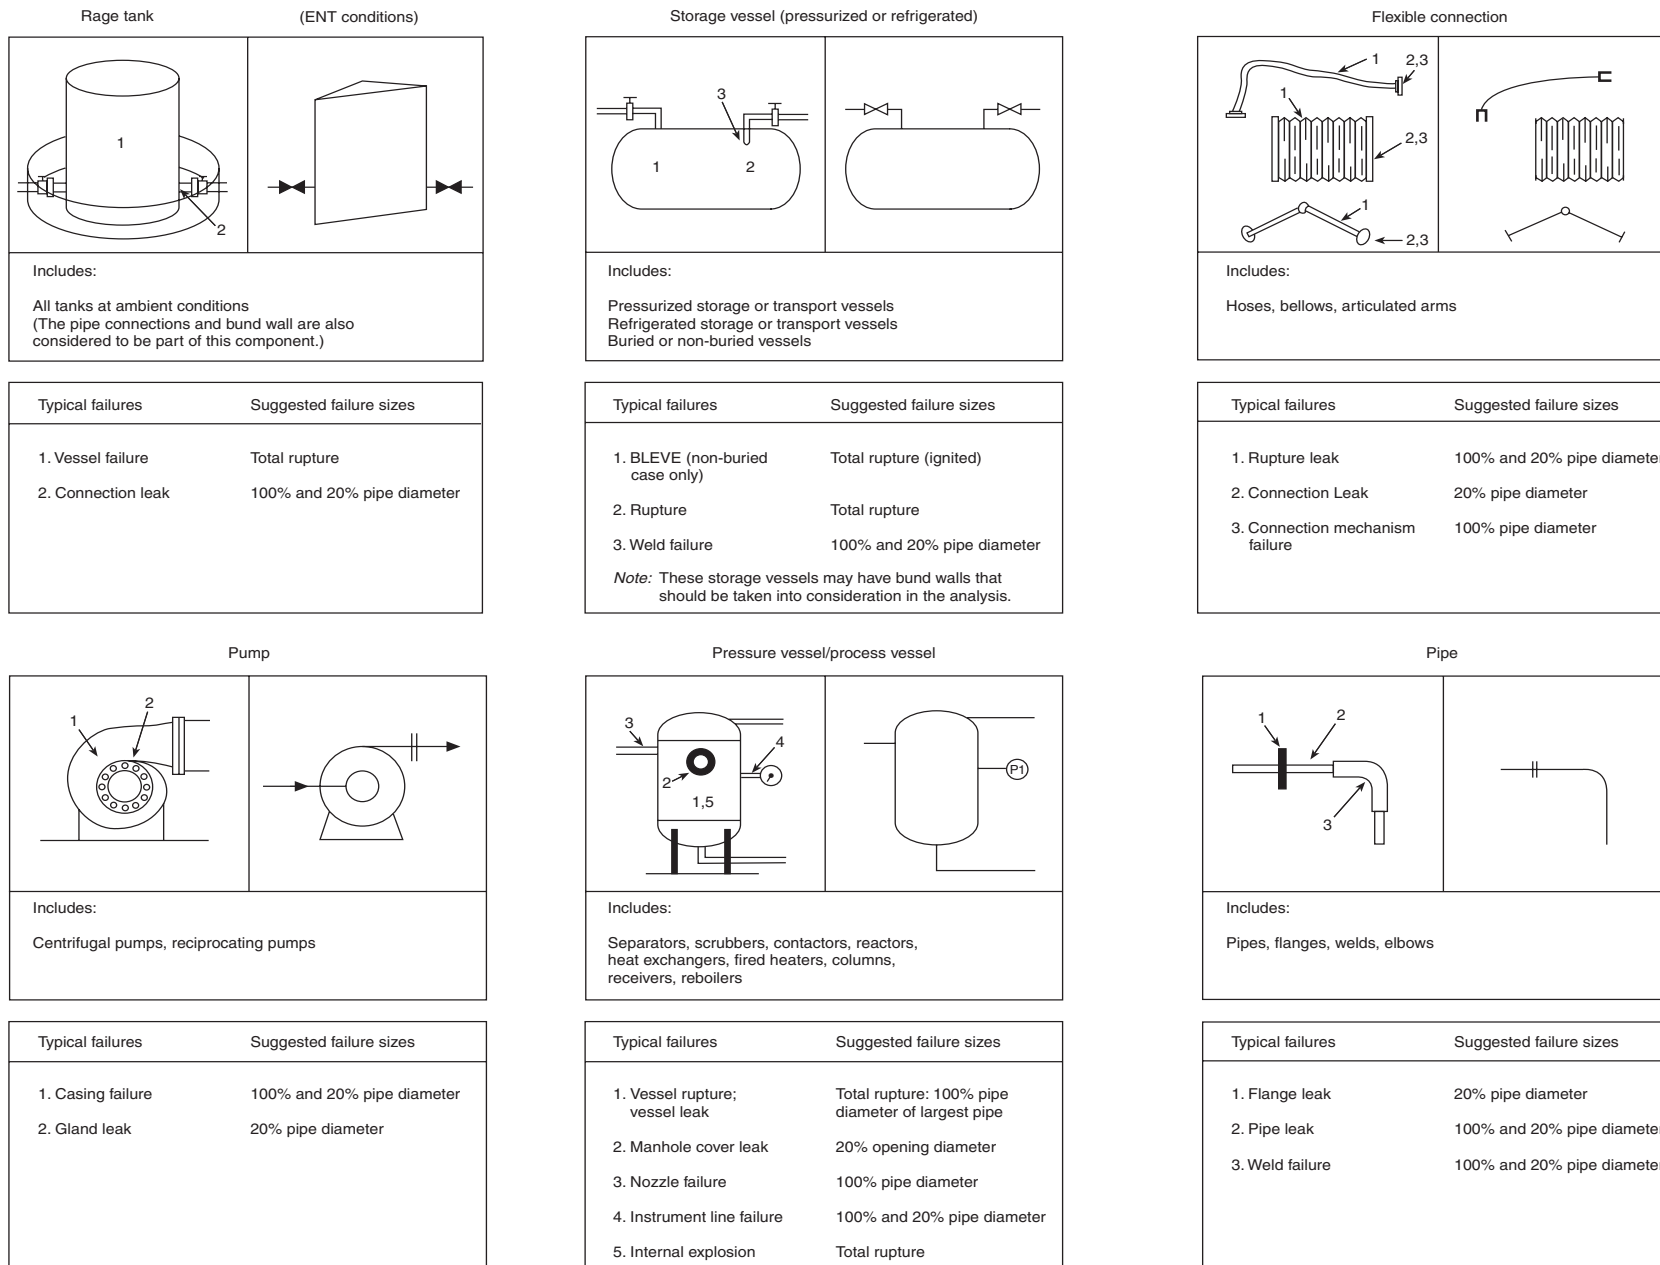 Rage tank (ENT conditions)
1
2
Includes:
All tanks at ambient conditions
(The pipe connections and bund wall are also
considered to be part of this component.)
Typical failures Suggested failure sizes
1. Vessel failure Total rupture
2. Connection leak 100% and 20% pipe diameter
Storage vessel (pressurized or refrigerated)
3
1 2
Includes:
Pressurized storage or transport vessels
Refrigerated storage or transport vessels
Buried or non-buried vessels
Typical failures Suggested failure sizes
1. BLEVE (non-buried Total rupture (ignited)
case only)
2. Rupture Total rupture
3. Weld failure 100% and 20% pipe diameter
Note: These storage vessels may have bund walls that
should be taken into consideration in the analysis.
Flexible connection
1 2,3
1
2,3
1
2,3
Includes:
Hoses, bellows, articulated arms
Typical failures Suggested failure sizes
1. Rupture leak 100% and 20% pipe diameter
2. Connection Leak 20% pipe diameter
3. Connection mechanism 100% pipe diameter
failure
Pump
2
1
Includes:
Centrifugal pumps, reciprocating pumps
Typical failures Suggested failure sizes
1. Casing failure 100% and 20% pipe diameter
2. Gland leak 20% pipe diameter
Pressure vessel/process vessel
3
4
2
1,5
P1
Includes:
Separators, scrubbers, contactors, reactors,
heat exchangers, fired heaters, columns,
receivers, reboilers
Typical failures Suggested failure sizes
1. Vessel rupture; Total rupture: 100% pipe
vessel leak diameter of largest pipe
2. Manhole cover leak 20% opening diameter
3. Nozzle failure 100% pipe diameter
4. Instrument line failure 100% and 20% pipe diameter
5. Internal explosion Total rupture
Pipe
1 2
3
Includes:
Pipes, flanges, welds, elbows
Typical failures Suggested failure sizes
1. Flange leak 20% pipe diameter
2. Pipe leak 100% and 20% pipe diameter
3. Weld failure 100% and 20% pipe diameter